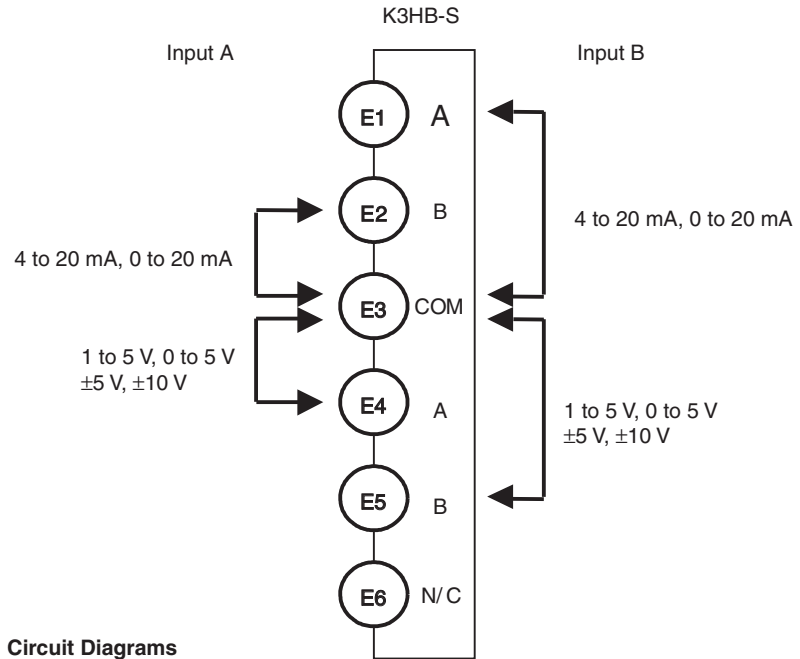 K3HB-S
Input A
Input B
E1 A
E2 B
4 to 20 mA, 0 to 20 mA
4 to 20 mA, 0 to 20 mA
E3 COM
1 to 5 V, 0 to 5 V
±5 V, ±10 V
E4 A
1 to 5 V, 0 to 5 V
±5 V, ±10 V
E5 B
E6 N/C
Circuit Diagrams